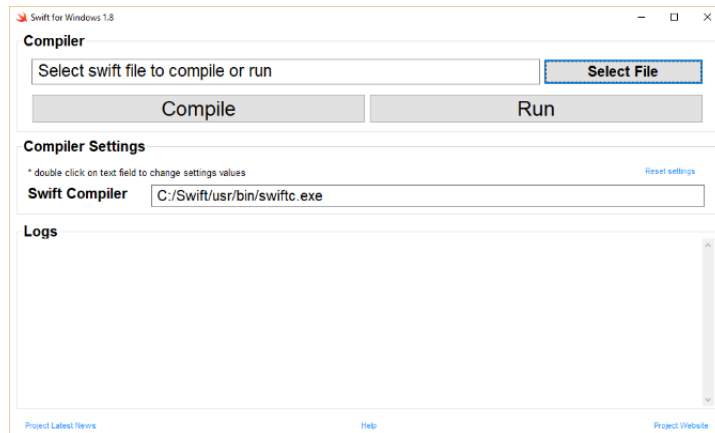 Swift for Windows 1.8
Compiler
Select swift file to compile or run
Select File
Compile
Run
Compiler Settings
* double click on text field to change settings values
Reset settings
Swift Compiler
C:/Swift/usr/bin/swiftc.exe
Logs
Project Latest News
Help
Project Website